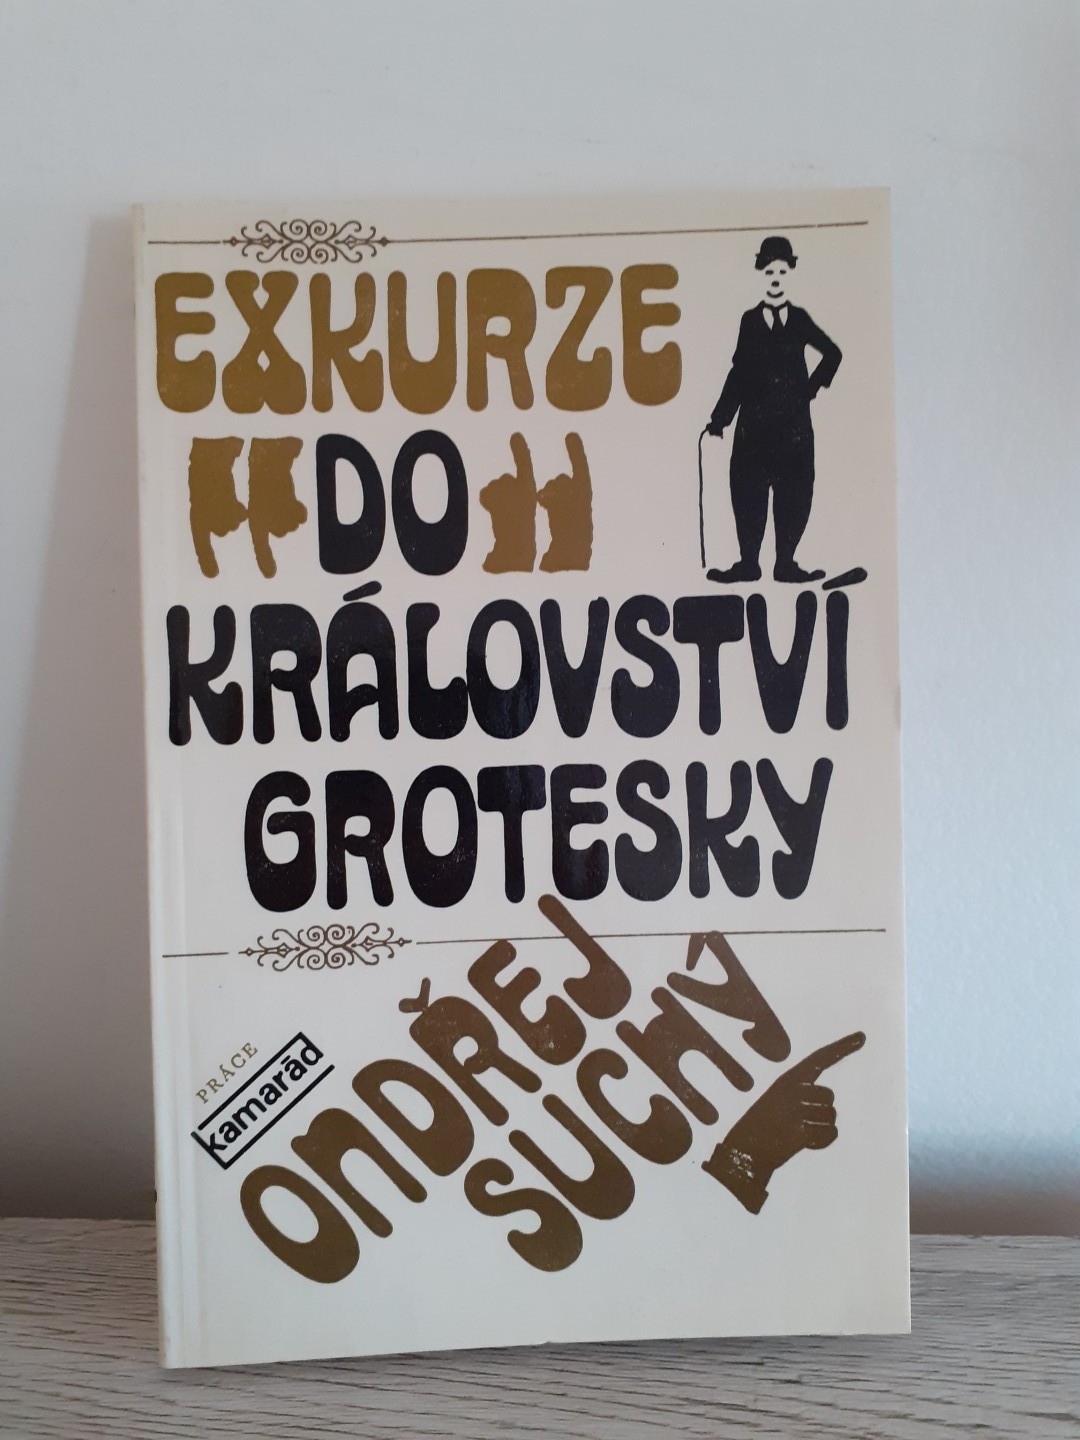 EXKURZE
DO
KRÁLOVSTVÍ
GROTESKY
ONDŘEJ
SUCHÝ
PRÁCE
kamarád